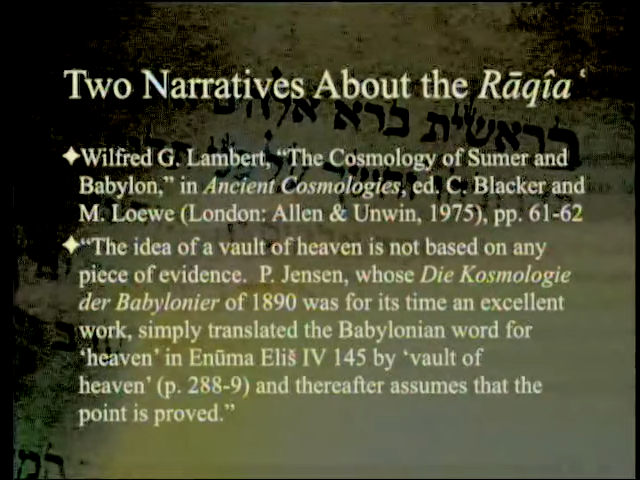 Two Narratives About the Rāqîaʿ
בראשית ברא אלהים
✦Wilfred G. Lambert, “The Cosmology of Sumer and
Babylon,” in Ancient Cosmologies, ed. C. Blacker and
M. Loewe (London: Allen & Unwin, 1975), pp. 61-62
✦“The idea of a vault of heaven is not based on any
piece of evidence. P. Jensen, whose Die Kosmologie
der Babylonier of 1890 was for its time an excellent
work, simply translated the Babylonian word for
‘heaven’ in Enūma Eliš IV 145 by ‘vault of
heaven’ (p. 288-9) and thereafter assumes that the
point is proved.”